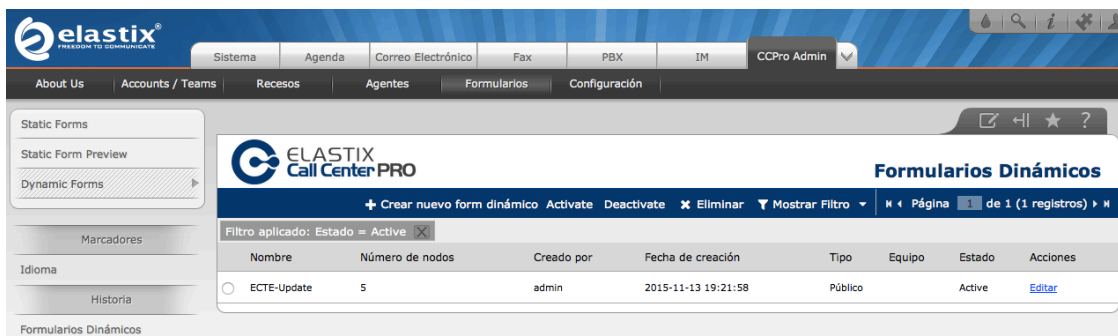 elastix®
FREEDOM TO COMMUNICATE
Sistema Agenda Correo Electrónico Fax PBX IM CCPro Admin
About Us Accounts / Teams Recesos Agentes Formularios Configuración
Static Forms
Static Form Preview
Dynamic Forms
Marcadores
Idioma
Historia
Formularios Dinámicos
ELASTIX
Call Center PRO
Formularios Dinámicos
Crear nuevo form dinámico Activate Deactivate Eliminar Mostrar Filtro Página 1 de 1 (1 registros)
Filtro aplicado: Estado = Active X
Nombre Número de nodos Creado por Fecha de creación Tipo Equipo Estado Acciones
ECTE-Update 5 admin 2015-11-13 19:21:58 Público Active Editar